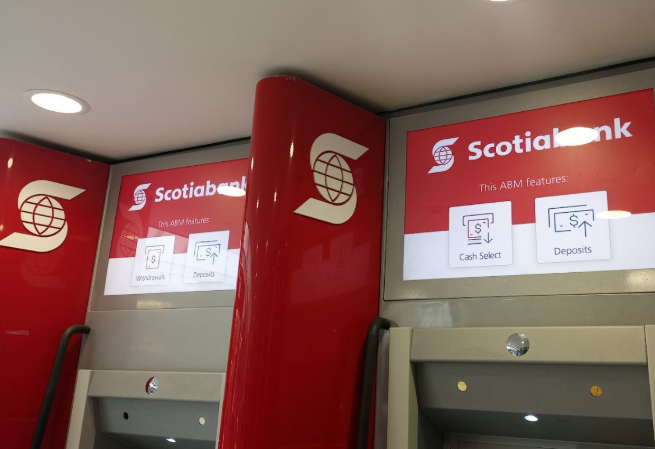 Scotiabank
This ABM features
Withdrawals
Deposits
Scotiabank
This ABM features:
Cash Select
Deposits